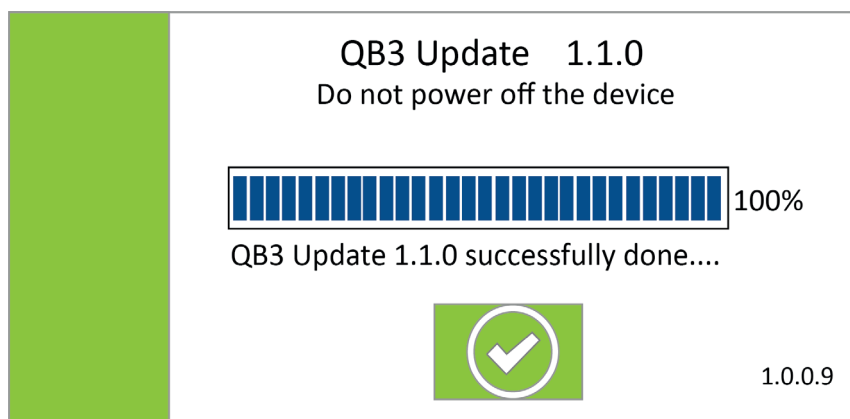 QB3 Update 1.1.0
Do not power off the device
100%
QB3 Update 1.1.0 successfully done....
1.0.0.9